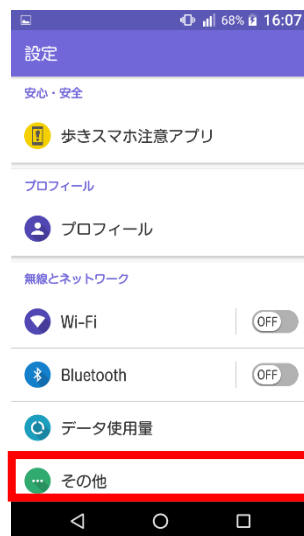 68% 16:07
設定
安心・安全
歩きスマホ注意アプリ
プロフィール
プロフィール
無線とネットワーク
Wi-Fi OFF
Bluetooth OFF
データ使用量
その他